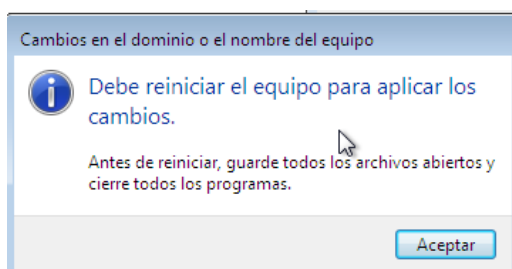 Cambios en el dominio o el nombre del equipo
Debe reiniciar el equipo para aplicar los
cambios.
Antes de reiniciar, guarde todos los archivos abiertos y
cierre todos los programas.
Aceptar